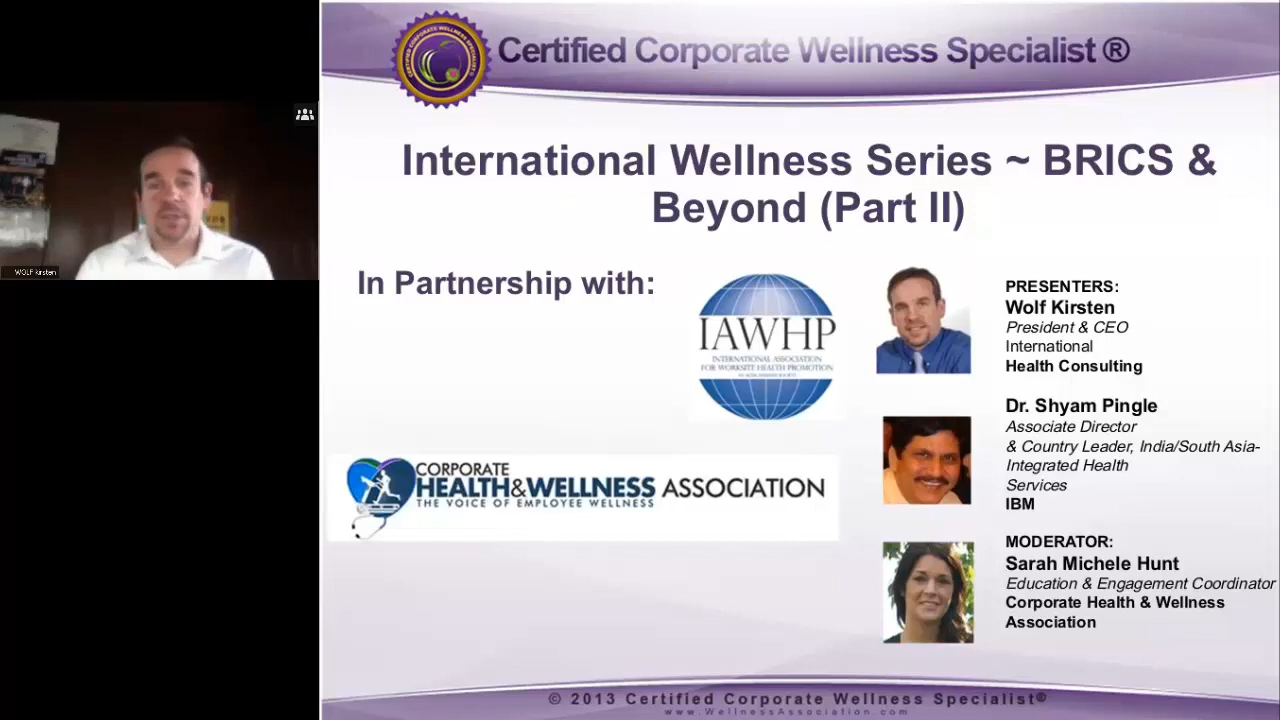 Certified Corporate Wellness Specialist ®
International Wellness Series ~ BRICS &
Beyond (Part II)
In Partnership with:
IAWHP
INTERNATIONAL ASSOCIATION
FOR WORKSITE HEALTH PROMOTION
CORPORATE
HEALTH&WELLNESS ASSOCIATION
THE VOICE OF EMPLOYEE WELLNESS
PRESENTERS:
Wolf Kirsten
President & CEO
International
Health Consulting
Dr. Shyam Pingle
Associate Director
& Country Leader, India/South Asia-
Integrated Health
Services
IBM
MODERATOR:
Sarah Michele Hunt
Education & Engagement Coordinator
Corporate Health & Wellness
Association
WOLF Kirsten
© 2013 Certified Corporate Wellness Specialist®
www.WellnessAssociation.com